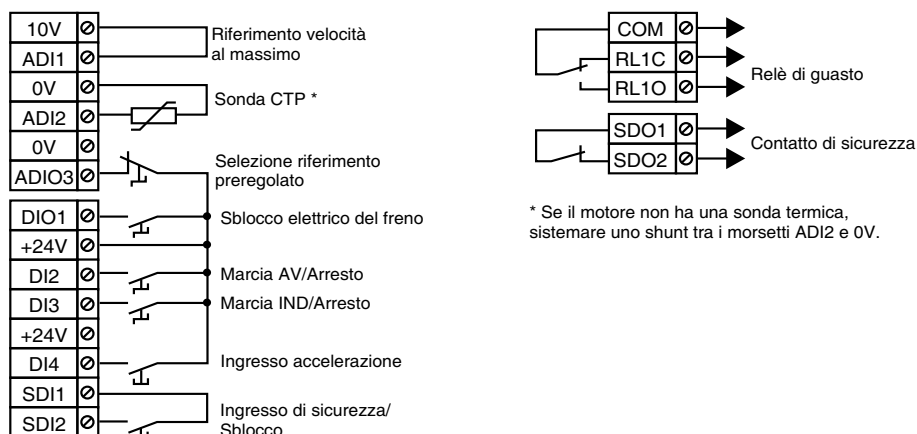 10V
ADI1
Riferimento velocità
al massimo
0V
ADI2
Sonda CTP *
0V
ADIO3
Selezione riferimento
preregolato
DIO1
Sblocco elettrico del freno
+24V
DI2
Marcia AV/Arresto
DI3
Marcia IND/Arresto
+24V
DI4
Ingresso accelerazione
SDI1
SDI2
Ingresso di sicurezza/
Sblocco
COM
RL1C
RL1O
Relè di guasto
SDO1
SDO2
Contatto di sicurezza
* Se il motore non ha una sonda termica,
sistemare uno shunt tra i morsetti ADI2 e 0V.